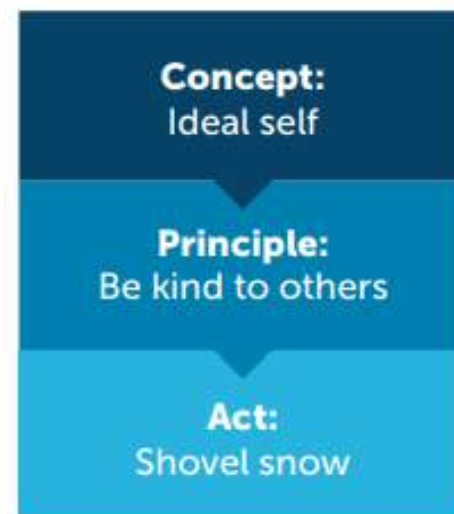 Concept:
Ideal self
Principle:
Be kind to others
Act:
Shovel snow